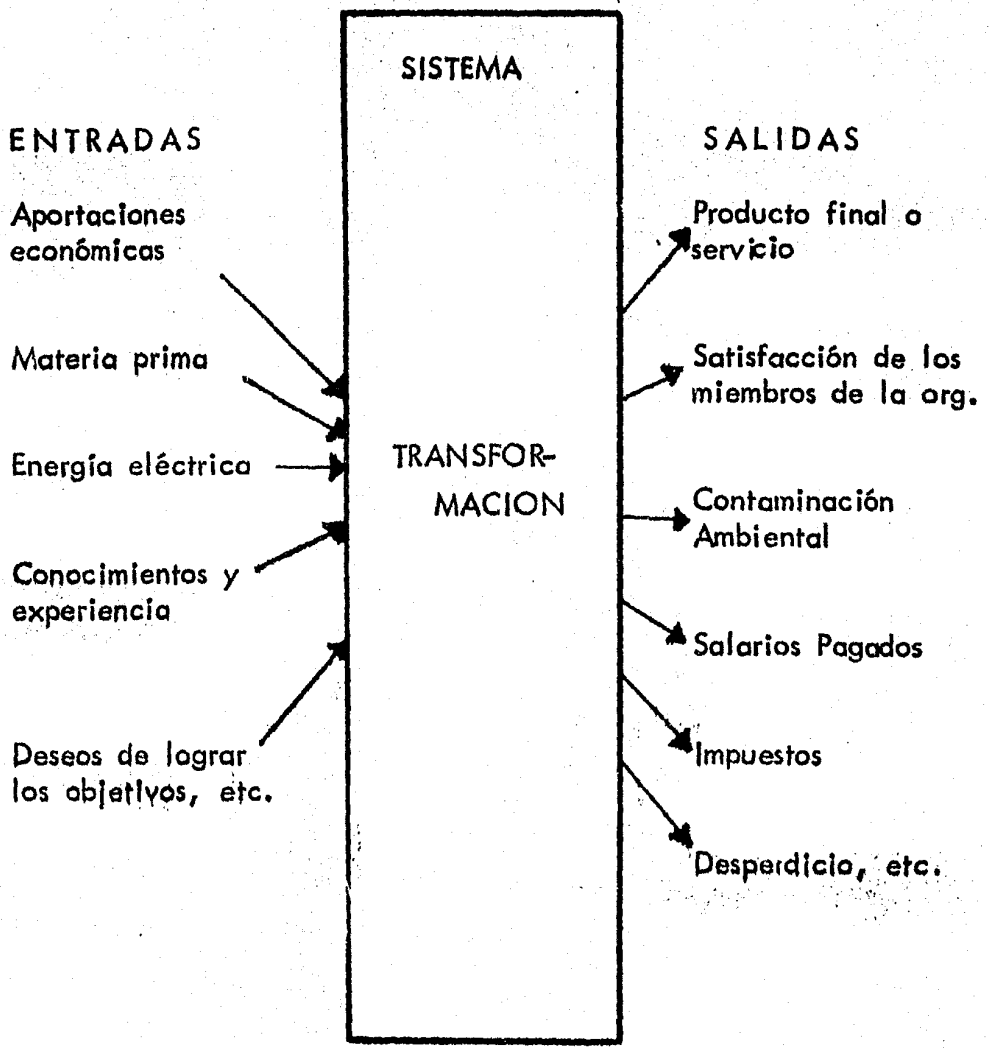 SISTEMA
ENTRADAS
Aportaciones
económicas
Materia prima
Energía eléctrica
Conocimientos y
experiencia
Deseos de lograr
los objetivos, etc.
TRANSFOR-
MACION
SALIDAS
Producto final o
servicio
Satisfacción de los
miembros de la org.
Contaminación
Ambiental
Salarios Pagados
Impuestos
Desperdicio, etc.